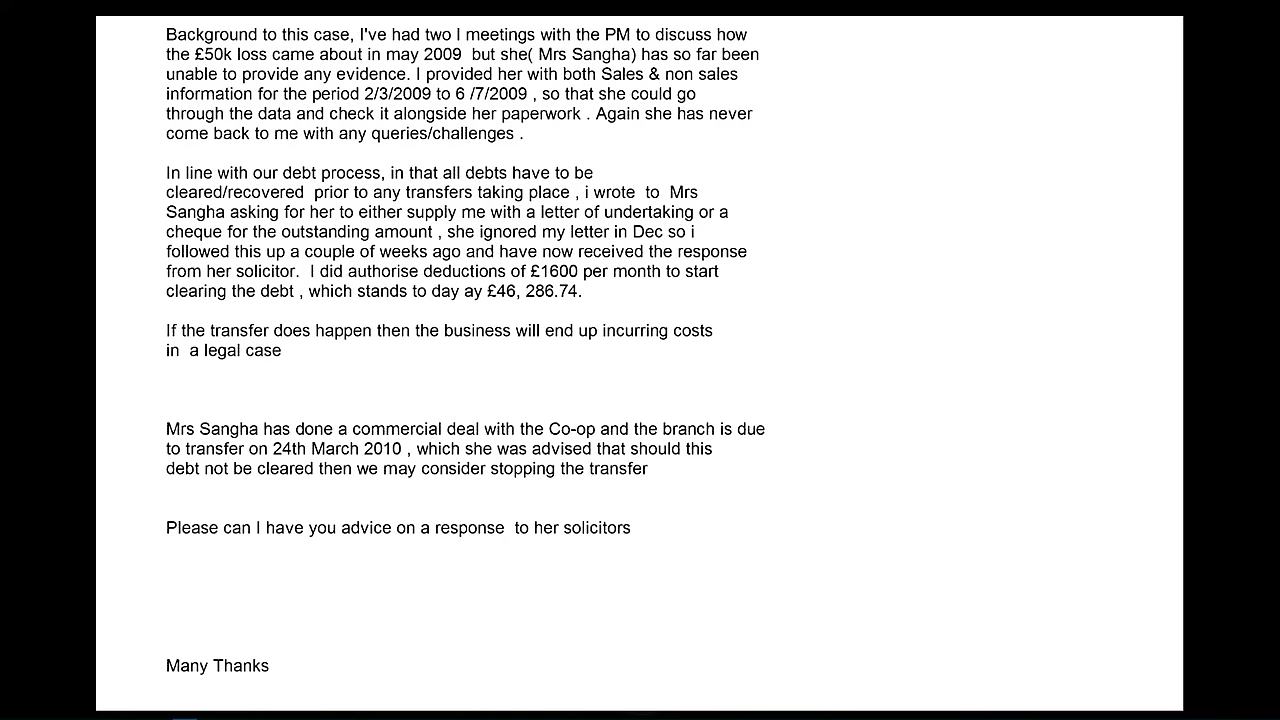 Background to this case, I've had two I meetings with the PM to discuss how
the £50k loss came about in may 2009 but she( Mrs Sangha) has so far been
unable to provide any evidence. I provided her with both Sales & non sales
information for the period 2/3/2009 to 6 /7/2009 , so that she could go
through the data and check it alongside her paperwork . Again she has never
come back to me with any queries/challenges .
In line with our debt process, in that all debts have to be
cleared/recovered prior to any transfers taking place , i wrote to Mrs
Sangha asking for her to either supply me with a letter of undertaking or a
cheque for the outstanding amount , she ignored my letter in Dec so i
followed this up a couple of weeks ago and have now received the response
from her solicitor. I did authorise deductions of £1600 per month to start
clearing the debt , which stands to day ay £46, 286.74.
If the transfer does happen then the business will end up incurring costs
in a legal case
Mrs Sangha has done a commercial deal with the Co-op and the branch is due
to transfer on 24th March 2010 , which she was advised that should this
debt not be cleared then we may consider stopping the transfer
Please can I have you advice on a response to her solicitors
Many Thanks